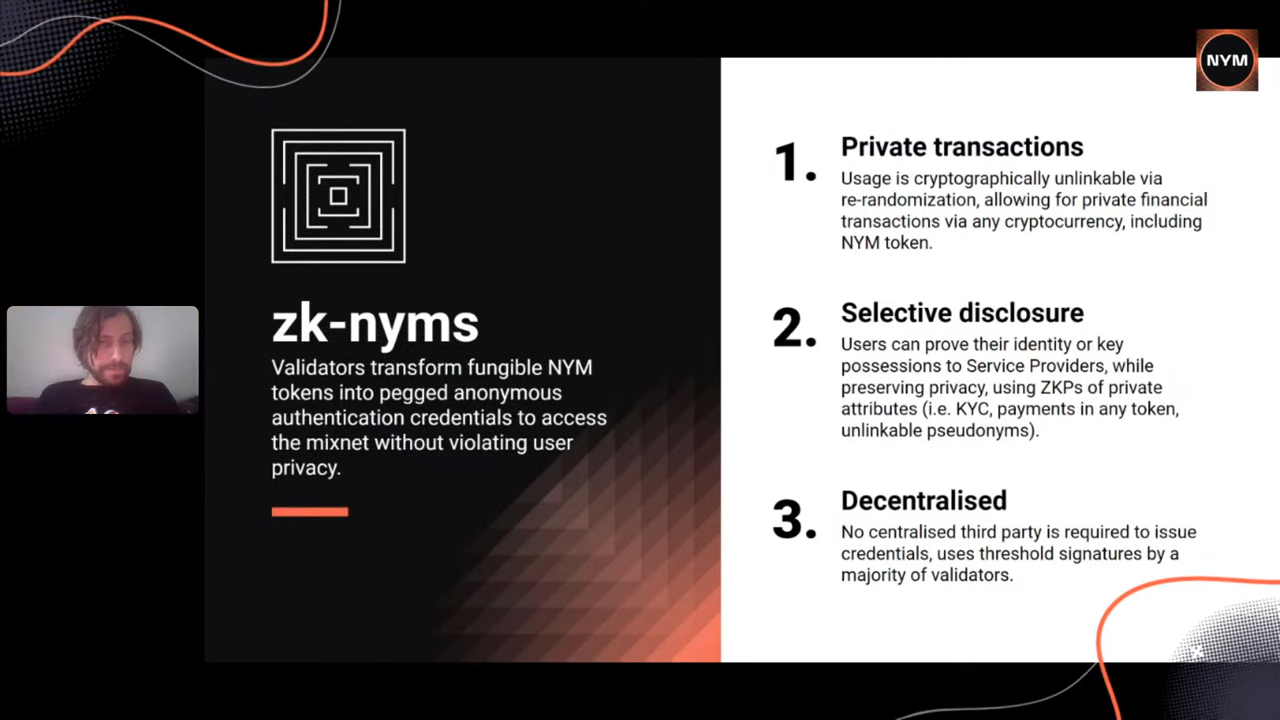 NYM
zk-nyms
Validators transform fungible NYM
tokens into pegged anonymous
authentication credentials to access
the mixnet without violating user
privacy.
1.
Private transactions
Usage is cryptographically unlinkable via
re-randomization, allowing for private financial
transactions via any cryptocurrency, including
NYM token.
2.
Selective disclosure
Users can prove their identity or key
possessions to Service Providers, while
preserving privacy, using ZKPs of private
attributes (i.e. KYC, payments in any token,
unlinkable pseudonyms).
3.
Decentralised
No centralised third party is required to issue
credentials, uses threshold signatures by a
majority of validators.